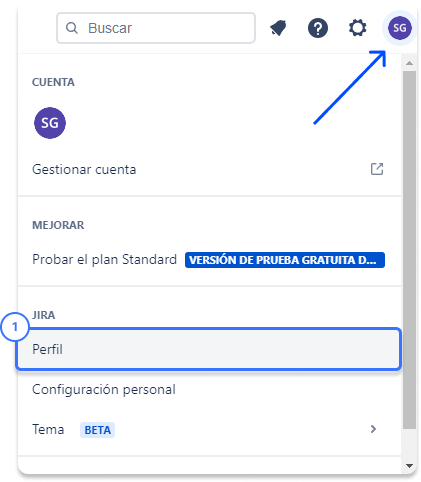 Buscar
SG
CUENTA
SG
Gestionar cuenta
MEJORAR
Probar el plan Standard VERSIÓN DE PRUEBA GRATUITA D...
JIRA
1
Perfil
Configuración personal
Tema BETA